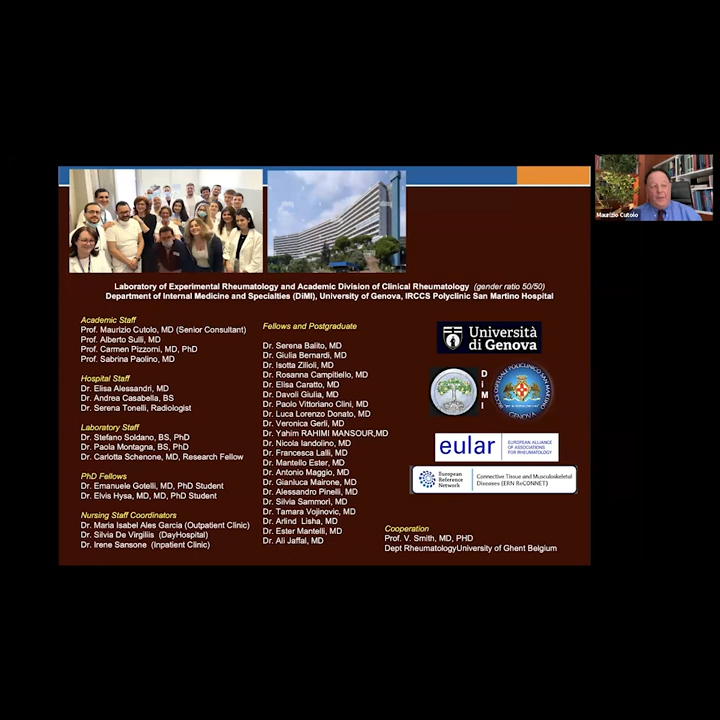 Maurizio Cutolo
Laboratory of Experimental Rheumatology and Academic Division of Clinical Rheumatology (gender ratio 50/50)
Department of Internal Medicine and Specialties (DiMI), University of Genova, IRCCS Polyclinic San Martino Hospital
Academic Staff
Prof. Maurizio Cutolo, MD (Senior Consultant)
Prof. Alberto Sulli, MD
Prof. Carmen Pizzorni, MD, PhD
Prof. Sabrina Paolino, MD
Hospital Staff
Dr. Elisa Alessandri, MD
Dr. Andrea Casabella, BS
Dr. Serena Tonelli, Radiologist
Laboratory Staff
Dr. Stefano Soldano, BS, PhD
Dr. Paola Montagna, BS, PhD
Dr. Carlotta Schenone, MD, Research Fellow
PhD Fellows
Dr. Emanuele Gotelli, MD, PhD Student
Dr. Elvis Hysa, MD, MD, PhD Student
Nursing Staff Coordinators
Dr. Maria Isabel Ales Garcia (Outpatient Clinic)
Dr. Silvia De Virgiliis (DayHospital)
Dr. Irene Sansone (Inpatient Clinic)
Fellows and Postgraduate
Dr. Serena Balito, MD
Dr. Giulia Bernardi, MD
Dr. Isotta Zilioli, MD
Dr. Rosanna Campitiello, MD
Dr. Elisa Caratto, MD
Dr. Davoli Giulia, MD
Dr. Paolo Vittoriano Clini, MD
Dr. Luca Lorenzo Donato, MD
Dr. Veronica Gerli, MD
Dr. Yahim RAHIMI MANSOUR,MD
Dr. Nicola Iandolino, MD
Dr. Francesca Lalli, MD
Dr. Mantello Ester, MD
Dr. Antonio Maggio, MD
Dr. Gianluca Mairone, MD
Dr. Alessandro Pinelli, MD
Dr. Silvia Sammorì, MD
Dr. Tamara Vojinovic, MD
Dr. Arlind Lisha, MD
Dr. Ester Mantelli, MD
Dr. Ali Jaffal, MD
Università
di Genova
DiMI
OSPEDALE POLICLINICO SAN MARTINO
GENOVA
eular
EUROPEAN ALLIANCE
OF ASSOCIATIONS
FOR RHEUMATOLOGY
European
Reference
Network
Connective Tissue and Musculoskeletal
Diseases (ERN ReCONNET)
Cooperation
Prof. V. Smith, MD, PHD
Dept RheumatologyUniversity of Ghent Belgium